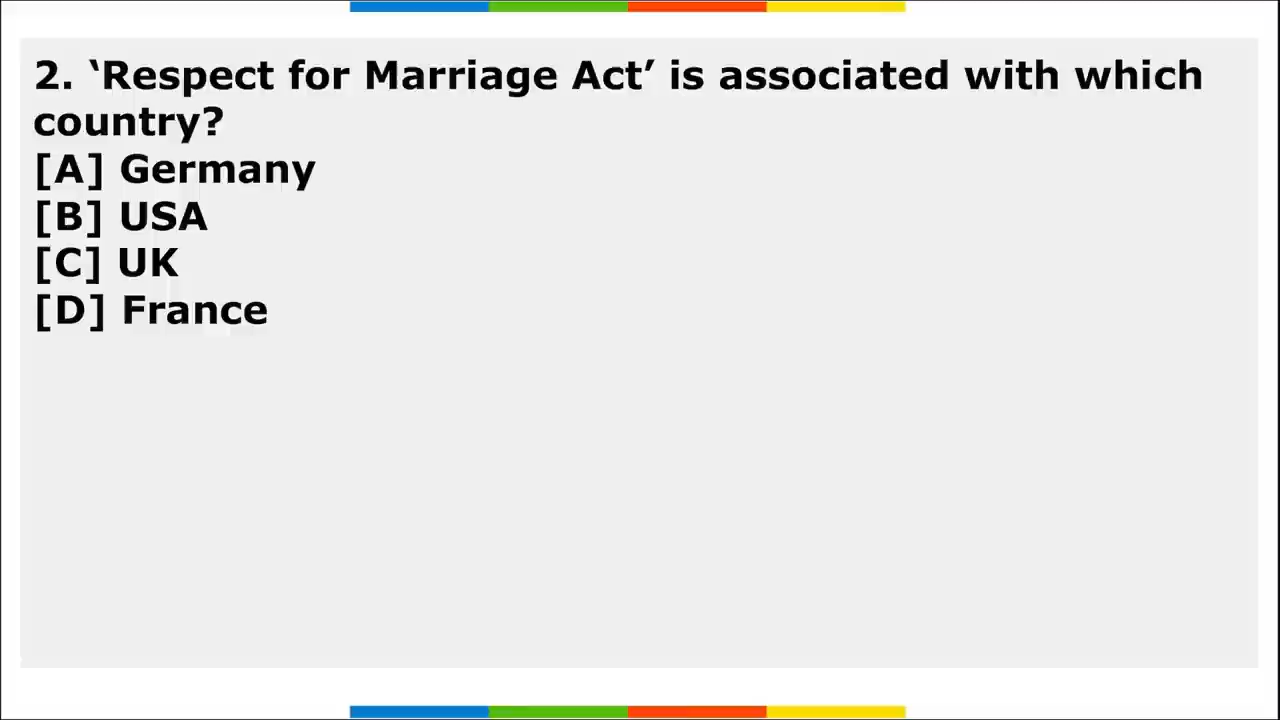 2. ‘Respect for Marriage Act’ is associated with which
country?
[A] Germany
[B] USA
[C] UK
[D] France